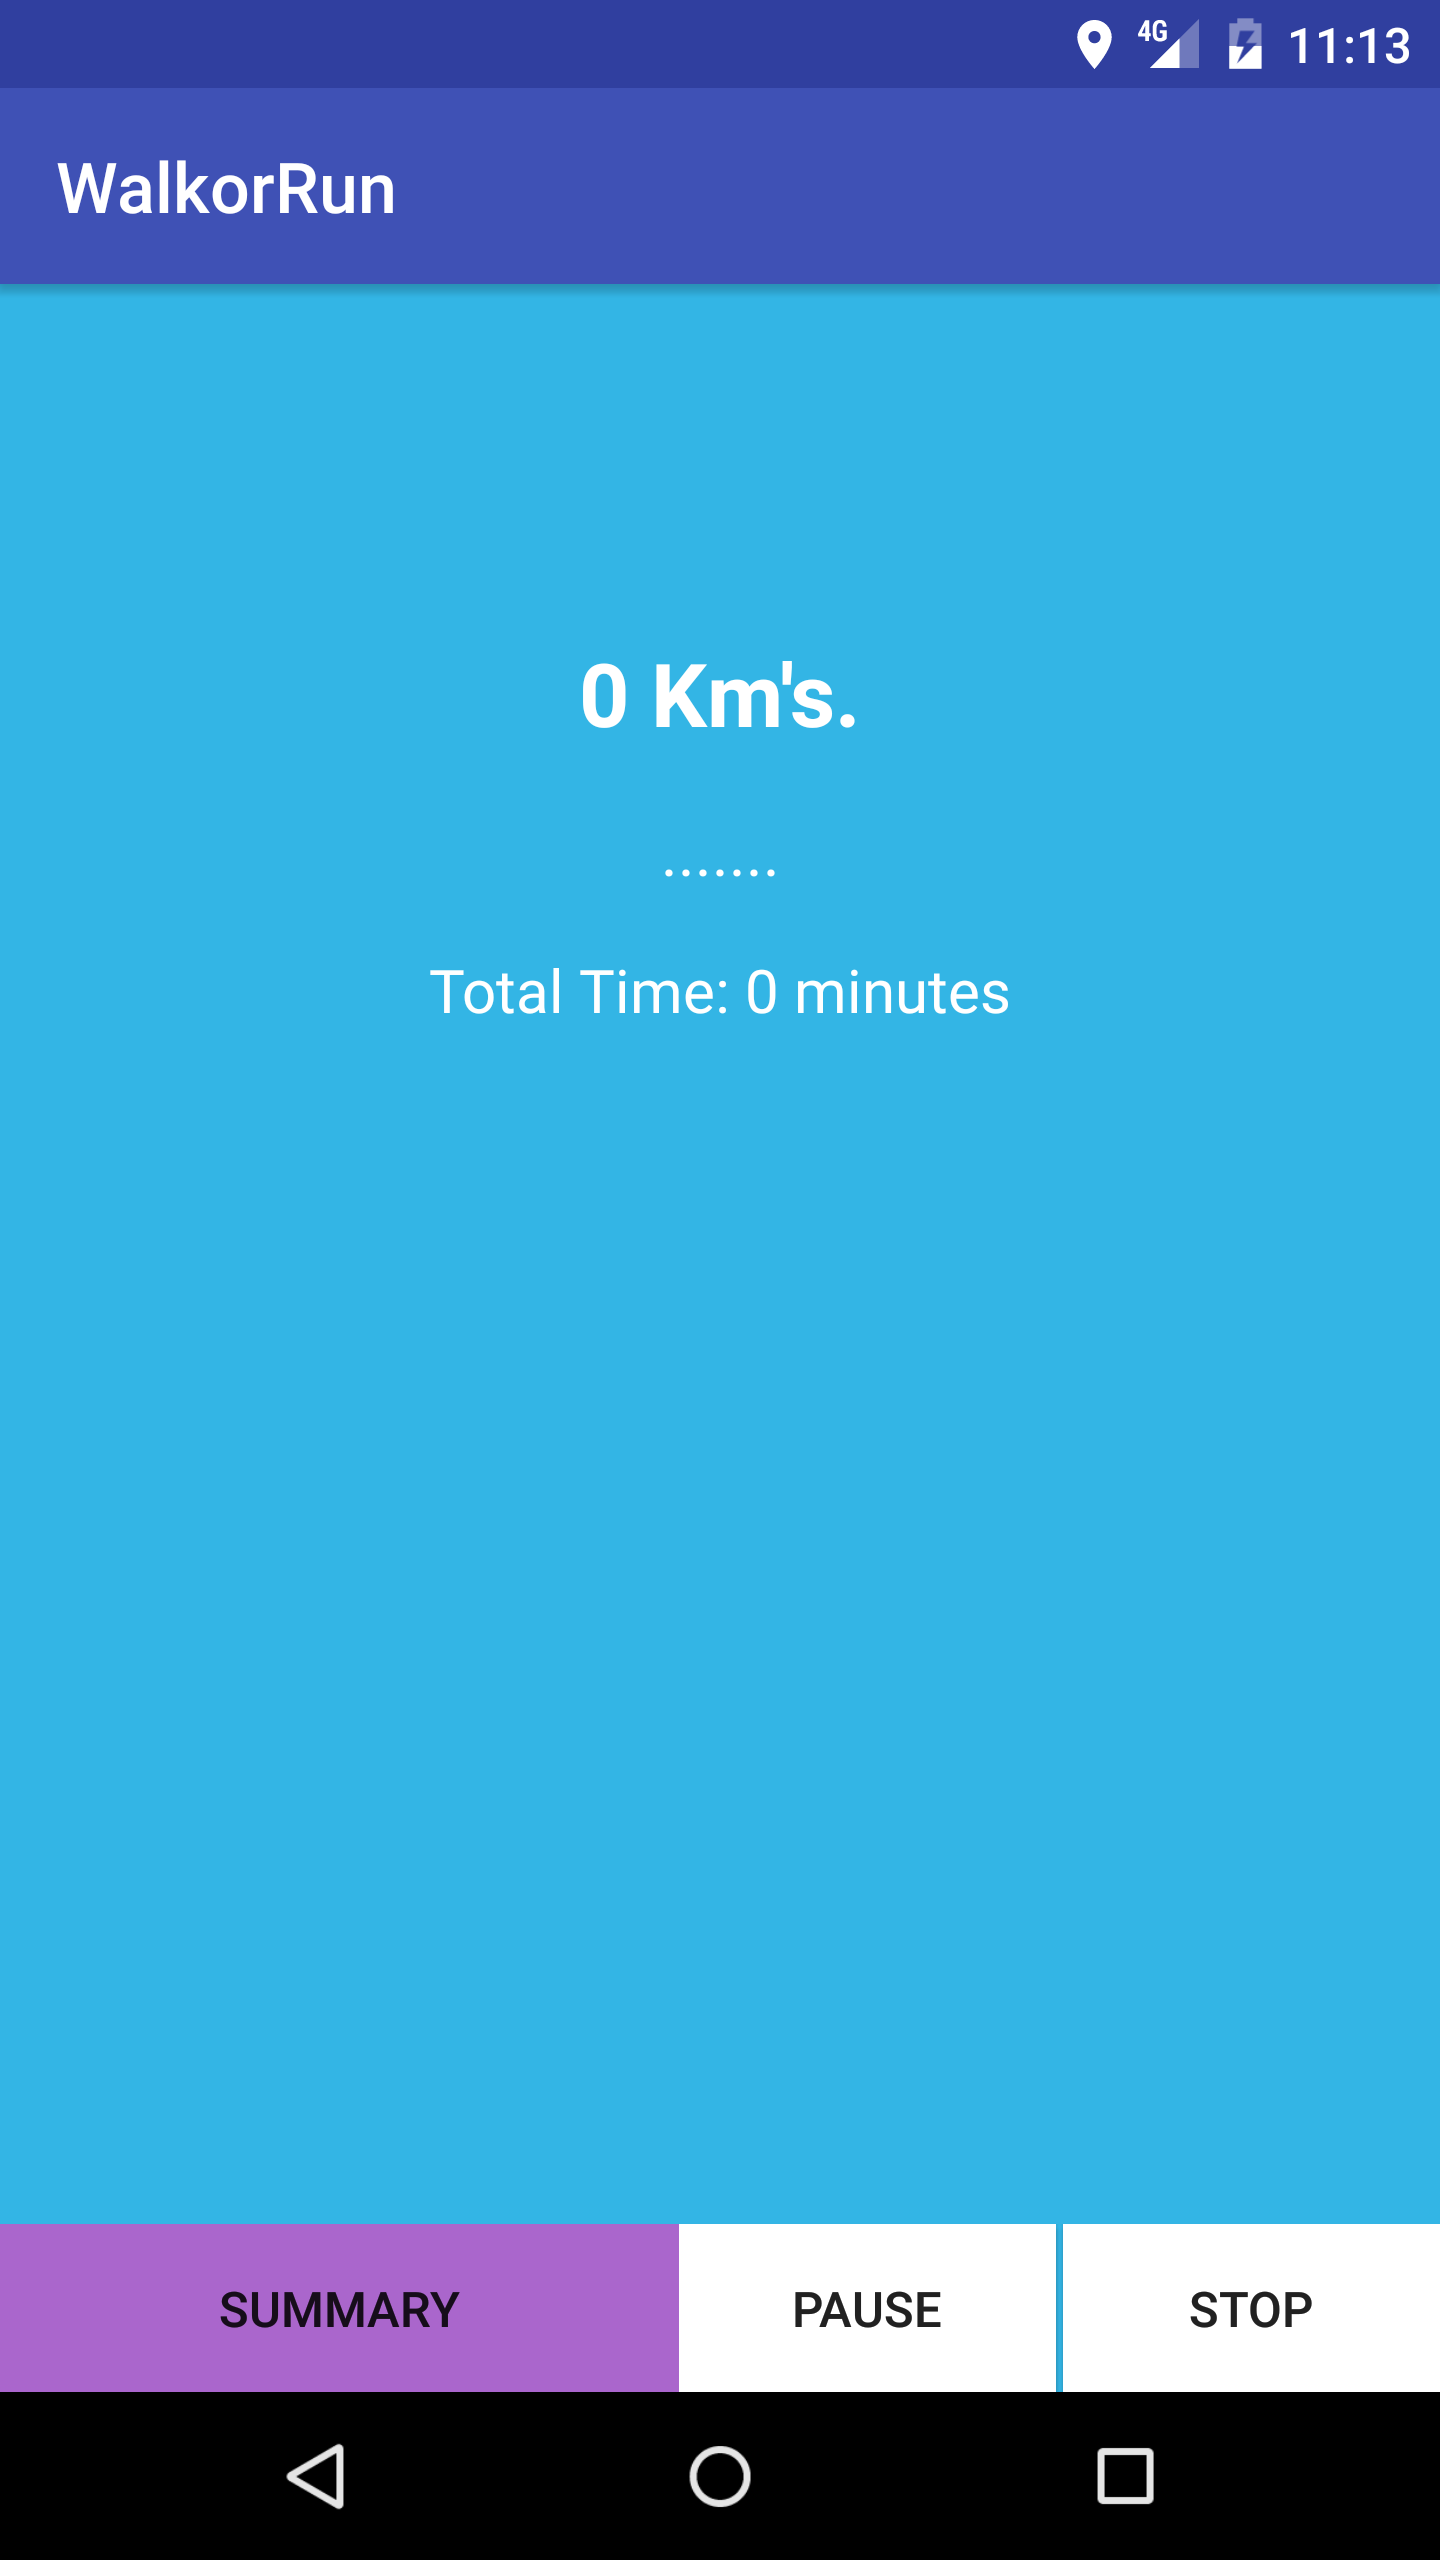 4G 11:13
WalkorRun
0 Km's.
.......
Total Time: 0 minutes
SUMMARY PAUSE STOP